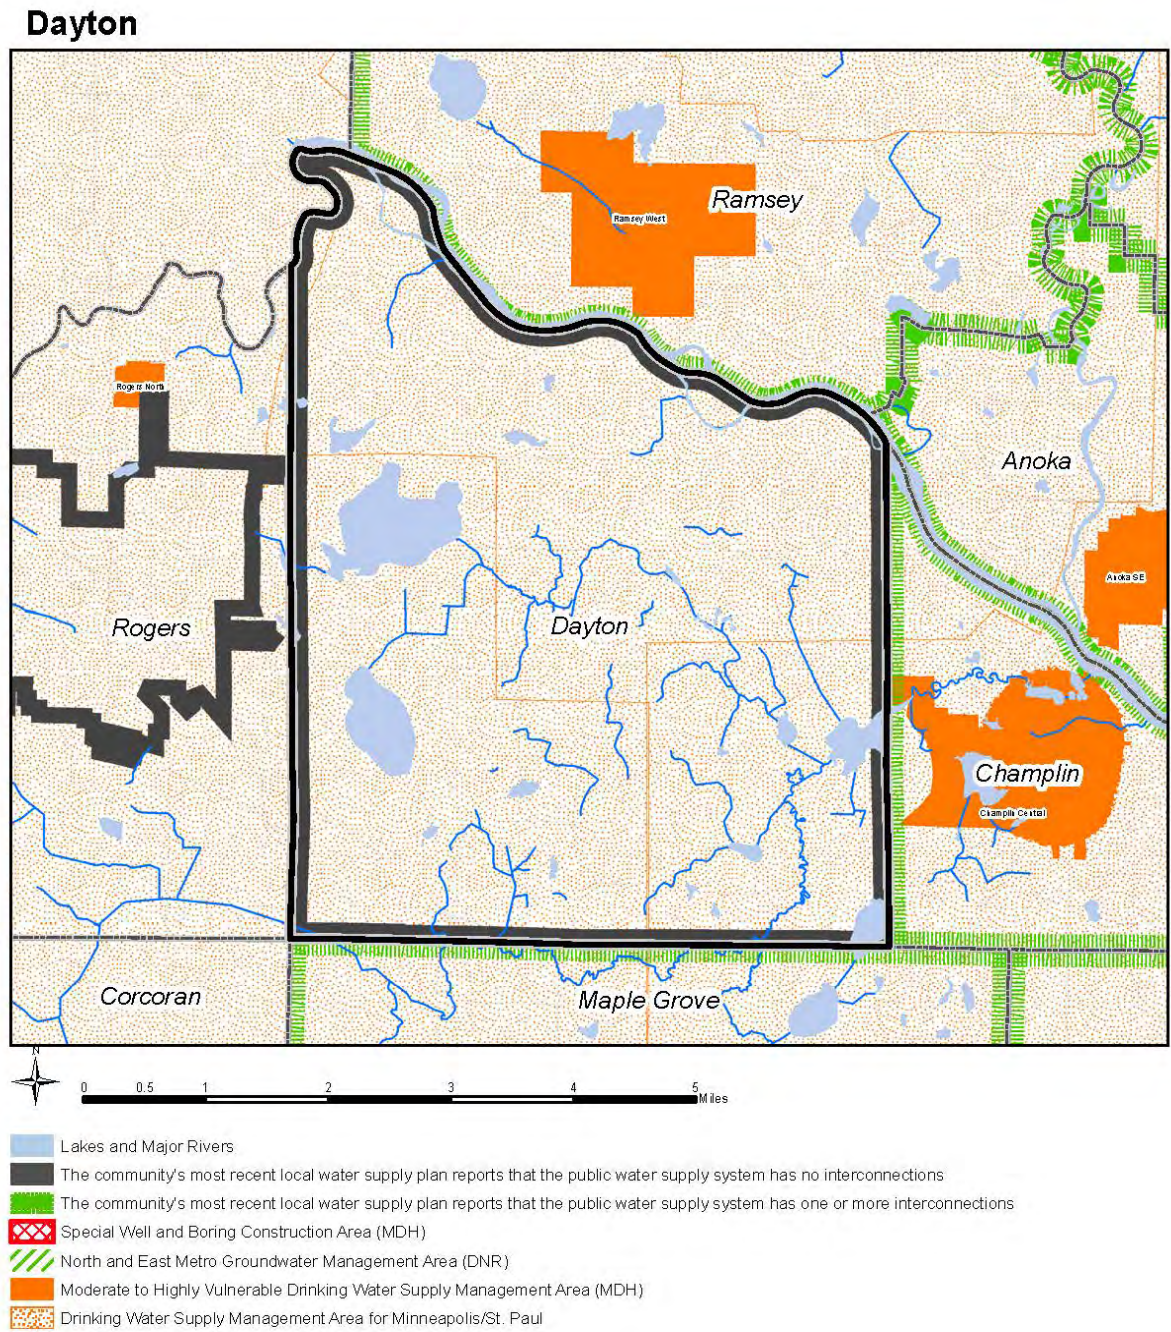 Dayton
Ramsey
Ramsey West
Rogers North
Anoka
Anoka SE
Rogers
Dayton
Champlin
Champlin Central
Corcoran
Maple Grove
N
0 0.5 1 2 3 4 5
Miles
Lakes and Major Rivers
The community's most recent local water supply plan reports that the public water supply system has no interconnections
The community's most recent local water supply plan reports that the public water supply system has one or more interconnections
Special Well and Boring Construction Area (MDH)
North and East Metro Groundwater Management Area (DNR)
Moderate to Highly Vulnerable Drinking Water Supply Management Area (MDH)
Drinking Water Supply Management Area for Minneapolis/St. Paul